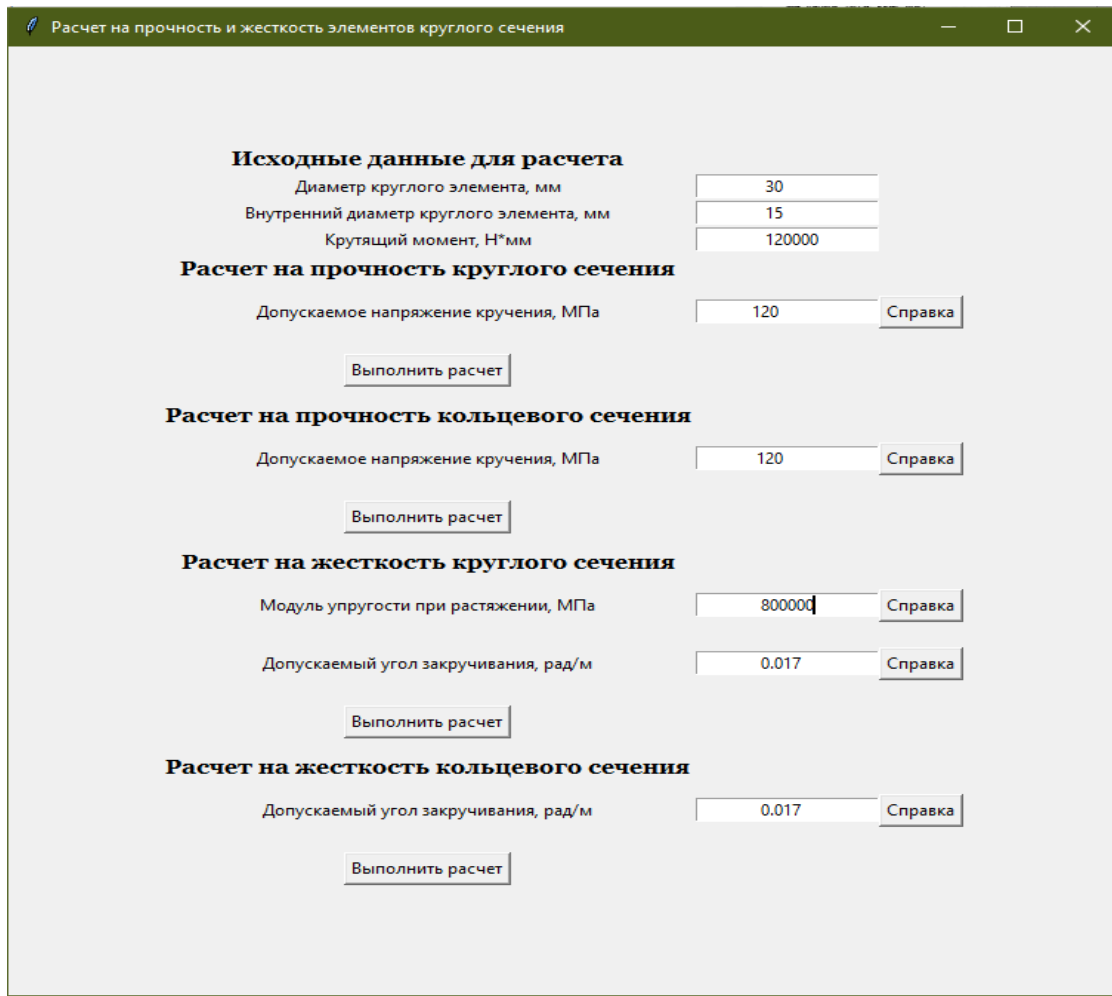 Расчет на прочность и жесткость элементов круглого сечения
Исходные данные для расчета
Диаметр круглого элемента, мм 30
Внутренний диаметр круглого элемента, мм 15
Крутящий момент, Н*мм 120000
Расчет на прочность круглого сечения
Допускаемое напряжение кручения, МПа 120 Справка
Выполнить расчет
Расчет на прочность кольцевого сечения
Допускаемое напряжение кручения, МПа 120 Справка
Выполнить расчет
Расчет на жесткость круглого сечения
Модуль упругости при растяжении, МПа 800000 Справка
Допускаемый угол закручивания, рад/м 0.017 Справка
Выполнить расчет
Расчет на жесткость кольцевого сечения
Допускаемый угол закручивания, рад/м 0.017 Справка
Выполнить расчет